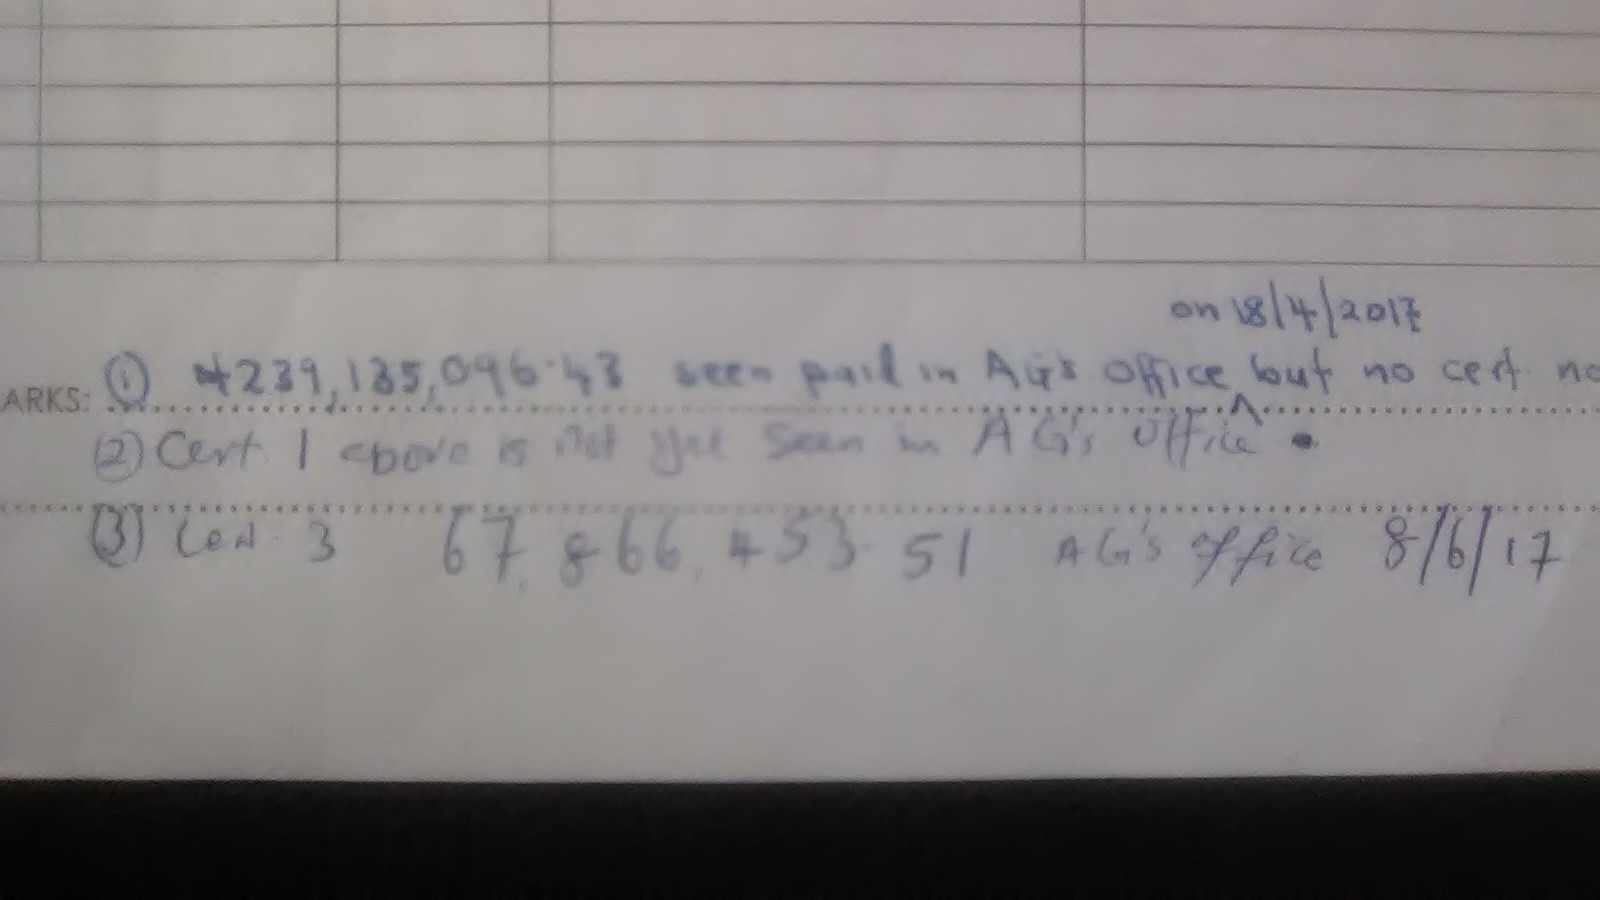 on 18/4/2017
ARKS: (1) ₦239,135,096.43 seen paid in AG's office ^ but no cert no
(2) Cert 1 above is not yet seen in AG's office .
(3) Cert 3 67,866,453.51 AG's office 8/6/17